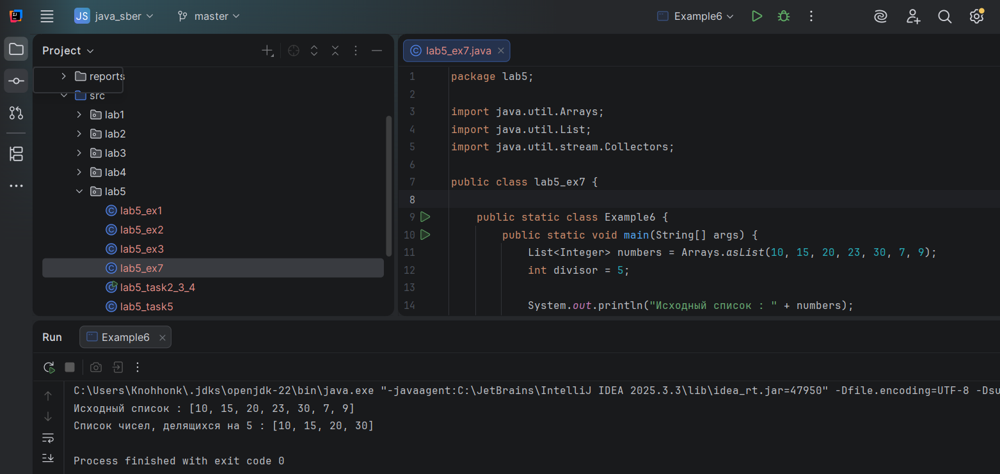 JS java_sber master Example6
Project
reports
src
lab1
lab2
lab3
lab4
lab5
lab5_ex1
lab5_ex2
lab5_ex3
lab5_ex7
lab5_task2_3_4
lab5_task5
lab5_ex7.java
1 package lab5;
2
3 import java.util.Arrays;
4 import java.util.List;
5 import java.util.stream.Collectors;
6
7 public class lab5_ex7 {
8
9 public static class Example6 {
10 public static void main(String[] args) {
11 List<Integer> numbers = Arrays.asList(10, 15, 20, 23, 30, 7, 9);
12 int divisor = 5;
13
14 System.out.println("Исходный список : " + numbers);
Run Example6
C:\Users\Knohhonk\.jdks\openjdk-22\bin\java.exe "-javaagent:C:\JetBrains\IntelliJ IDEA 2025.3.3\lib\idea_rt.jar=47950" -Dfile.encoding=UTF-8 -Dsu
Исходный список : [10, 15, 20, 23, 30, 7, 9]
Список чисел, делящихся на 5 : [10, 15, 20, 30]
Process finished with exit code 0